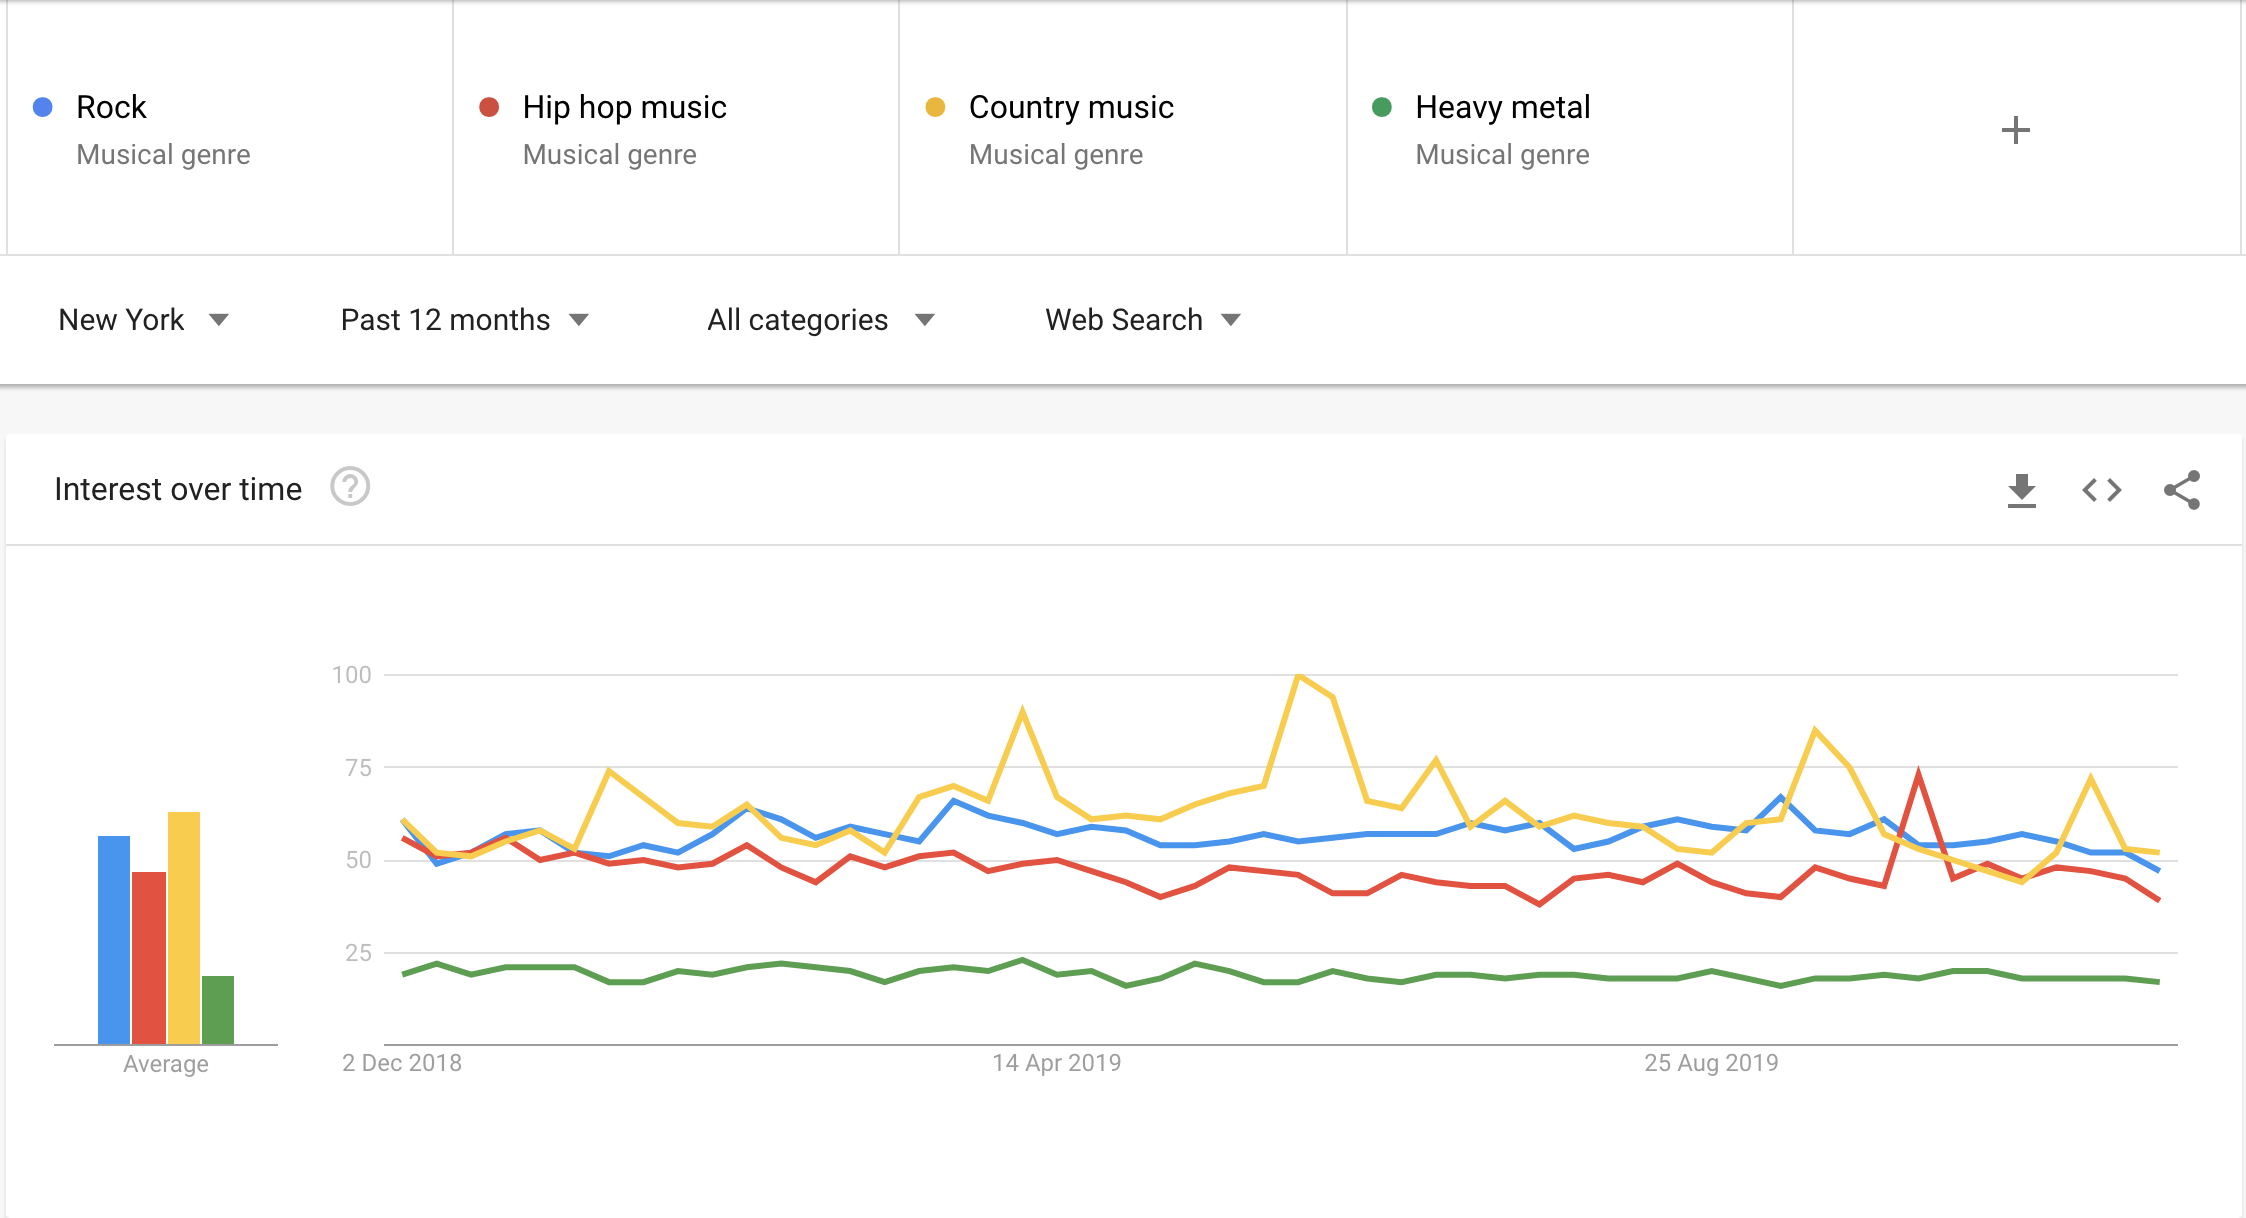 Rock
Musical genre
Hip hop music
Musical genre
Country music
Musical genre
Heavy metal
Musical genre
+
New York
Past 12 months
All categories
Web Search
Interest over time
?
100
75
50
25
Average
2 Dec 2018
14 Apr 2019
25 Aug 2019